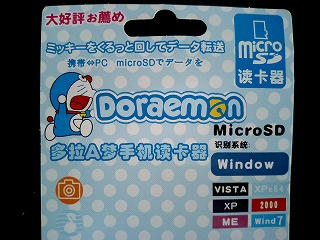 大好評お薦め
ミッキーをくるっと回してデータ転送
携帯⇔PC microSDでデータを
micro
SD
读卡器
Doraemon
MicroSD
识别系统:
多拉A梦手机读卡器
Window
VISTA XP64
XP 2000
ME Wind 7